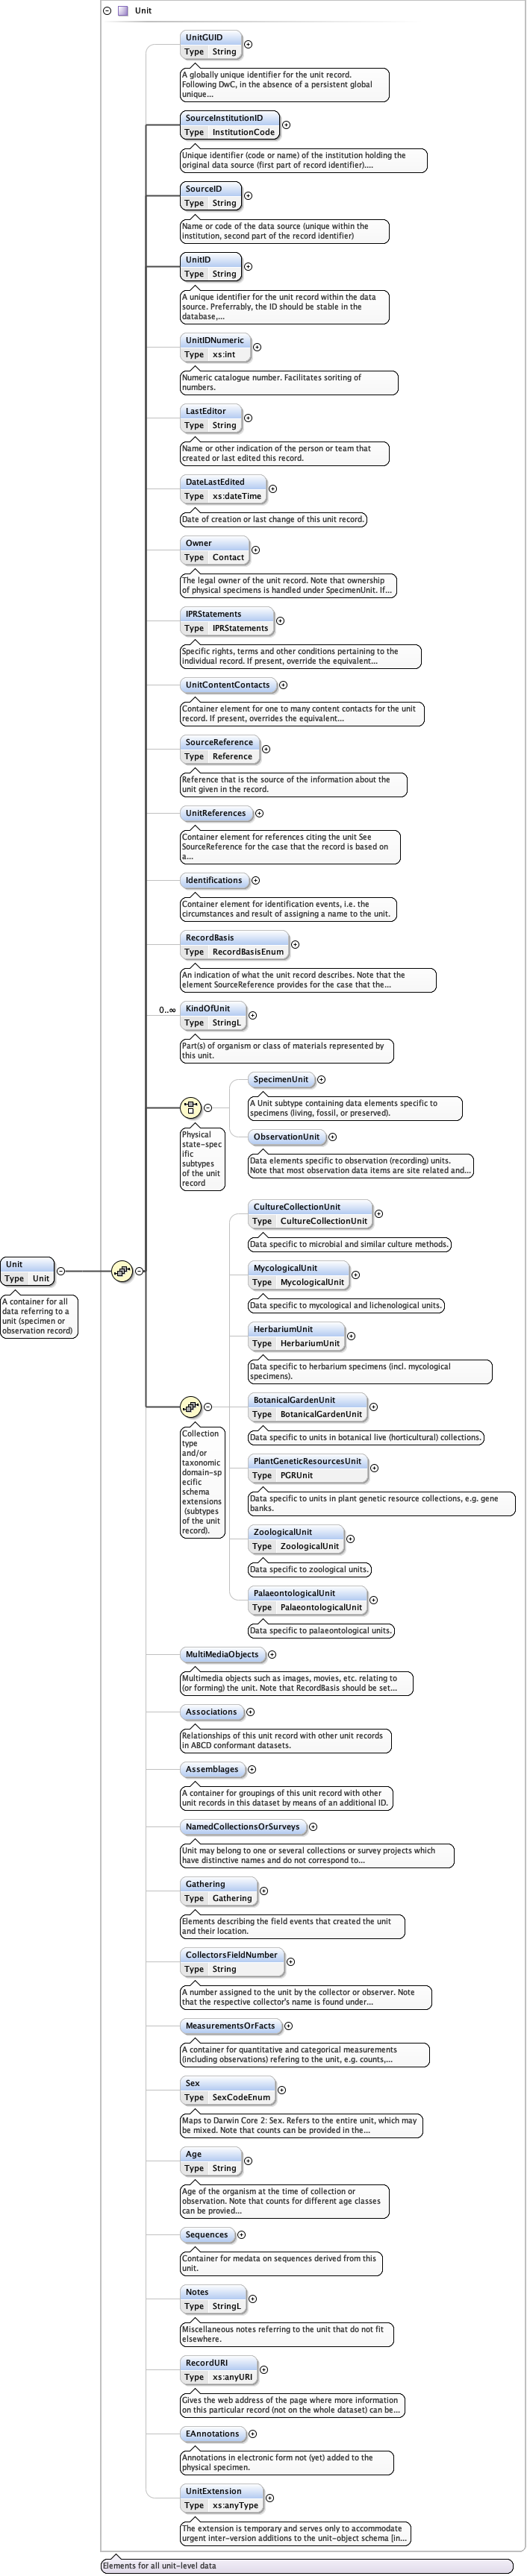 Unit
UnitGUID
Type String
A globally unique identifier for the unit record.
Following DwC, in the absence of a persistent global
unique...
SourceInstitutionID
Type InstitutionCode
Unique identifier (code or name) of the institution holding the
original data source (first part of record identifier)....
SourceID
Type String
Name or code of the data source (unique within the
institution, second part of the record identifier)
UnitID
Type String
A unique identifier for the unit record within the data
source. Preferrably, the ID should be stable in the
database,...
UnitIDNumeric
Type xs:int
Numeric catalogue number. Facilitates soriting of
numbers.
LastEditor
Type String
Name or other indication of the person or team that
created or last edited this record.
DateLastEdited
Type xs:dateTime
Date of creation or last change of this unit record.
Owner
Type Contact
The legal owner of the unit record. Note that ownership
of physical specimens is handled under SpecimenUnit. If...
IPRStatements
Type IPRStatements
Specific rights, terms and other conditions pertaining to the
individual record. If present, override the equivalent...
UnitContentContacts
Container element for one to many content contacts for the unit
record. If present, overrides the equivalent...
SourceReference
Type Reference
Reference that is the source of the information about the
unit given in the record.
UnitReferences
Container element for references citing the unit See
SourceReference for the case that the record is based on
a...
Identifications
Container element for identification events, i.e. the
circumstances and result of assigning a name to the unit.
RecordBasis
Type RecordBasisEnum
An indication of what the unit record describes. Note that the
element SourceReference provides for the case that the...
0..∞
KindOfUnit
Type StringL
Part(s) of organism or class of materials represented by
this unit.
Physical
state-spec
ific
subtypes
of the unit
record
SpecimenUnit
A Unit subtype containing data elements specific to
specimens (living, fossil, or preserved).
ObservationUnit
Data elements specific to observation (recording) units.
Note that most observation data items are site related and...
Unit
Type Unit
A container for all
data referring to a
unit (specimen or
observation record)
Collection
type
and/or
taxonomic
domain-sp
ecific
schema
extensions
(subtypes
of the unit
record).
CultureCollectionUnit
Type CultureCollectionUnit
Data specific to microbial and similar culture methods.
MycologicalUnit
Type MycologicalUnit
Data specific to mycological and lichenological units.
HerbariumUnit
Type HerbariumUnit
Data specific to herbarium specimens (incl. mycological
specimens).
BotanicalGardenUnit
Type BotanicalGardenUnit
Data specific to units in botanical live (horticultural) collections.
PlantGeneticResourcesUnit
Type PGRUnit
Data specific to units in plant genetic resource collections, e.g. gene
banks.
ZoologicalUnit
Type ZoologicalUnit
Data specific to zoological units.
PalaeontologicalUnit
Type PalaeontologicalUnit
Data specific to palaeontological units.
MultiMediaObjects
Multimedia objects such as images, movies, etc. relating to
(or forming) the unit. Note that RecordBasis should be set...
Associations
Relationships of this unit record with other unit records
in ABCD conformant datasets.
Assemblages
A container for groupings of this unit record with other
unit records in this dataset by means of an additional ID.
NamedCollectionsOrSurveys
Unit may belong to one or several collections or survey projects which
have distinctive names and do not correspond to...
Gathering
Type Gathering
Elements describing the field events that created the unit
and their location.
CollectorsFieldNumber
Type String
A number assigned to the unit by the collector or observer. Note
that the respective collector's name is found under...
MeasurementsOrFacts
A container for quantitative and categorical measurements
(including observations) refering to the unit, e.g. counts,...
Sex
Type SexCodeEnum
Maps to Darwin Core 2: Sex. Refers to the entire unit, which may
be mixed. Note that counts can be provided in the...
Age
Type String
Age of the organism at the time of collection or
observation. Note that counts for different age classes
can be provied...
Sequences
Container for medata on sequences derived from this
unit.
Notes
Type StringL
Miscellaneous notes referring to the unit that do not fit
elsewhere.
RecordURI
Type xs:anyURI
Gives the web address of the page where more information
on this particular record (not on the whole dataset) can be...
EAnnotations
Annotations in electronic form not (yet) added to the
physical specimen.
UnitExtension
Type xs:anyType
The extension is temporary and serves only to accommodate
urgent inter-version additions to the unit-object schema [in...
Elements for all unit-level data